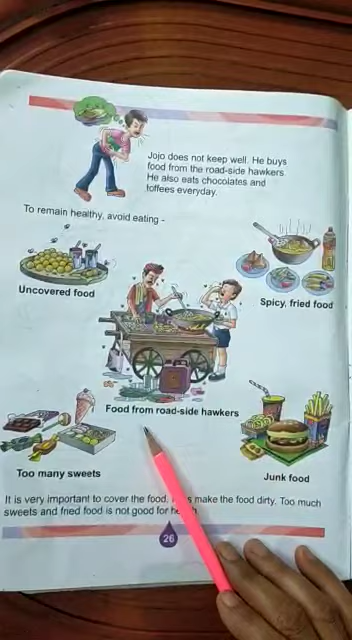 Jojo does not keep well. He buys
food from the road-side hawkers.
He also eats chocolates and
toffees everyday.
To remain healthy, avoid eating -
Uncovered food
Spicy, fried food
Food from road-side hawkers
Too many sweets
Junk food
It is very important to cover the food. make the food dirty. Too much
sweets and fried food is not good for
26